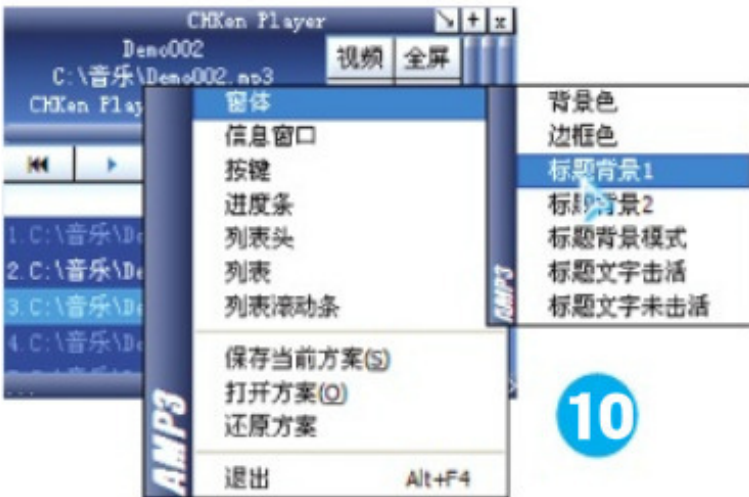 CHKen Player
Demo002
C:\音乐\Demo002.mp3
CHKen Play
视频 全屏
1.C:\音乐\De
2.C:\音乐\De
3.C:\音乐\De
4.C:\音乐\De
窗体
信息窗口
按键
进度条
列表头
列表
列表滚动条
保存当前方案(S)
打开方案(O)
还原方案
退出 Alt+F4
AMP3
背景色
边框色
标题背景1
标题背景2
标题背景模式
标题文字击活
标题文字未击活
AMP3
10